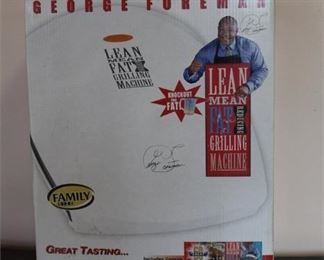 GEORGE FOREMAN
LEAN
MEAN
FAT
GRILLING
MACHINE
KNOCKOUT
THE
FAT
LEAN
MEAN
FAT
REDUCING
GRILLING
MACHINE
FAMILY
GREAT TASTING...
LEAN